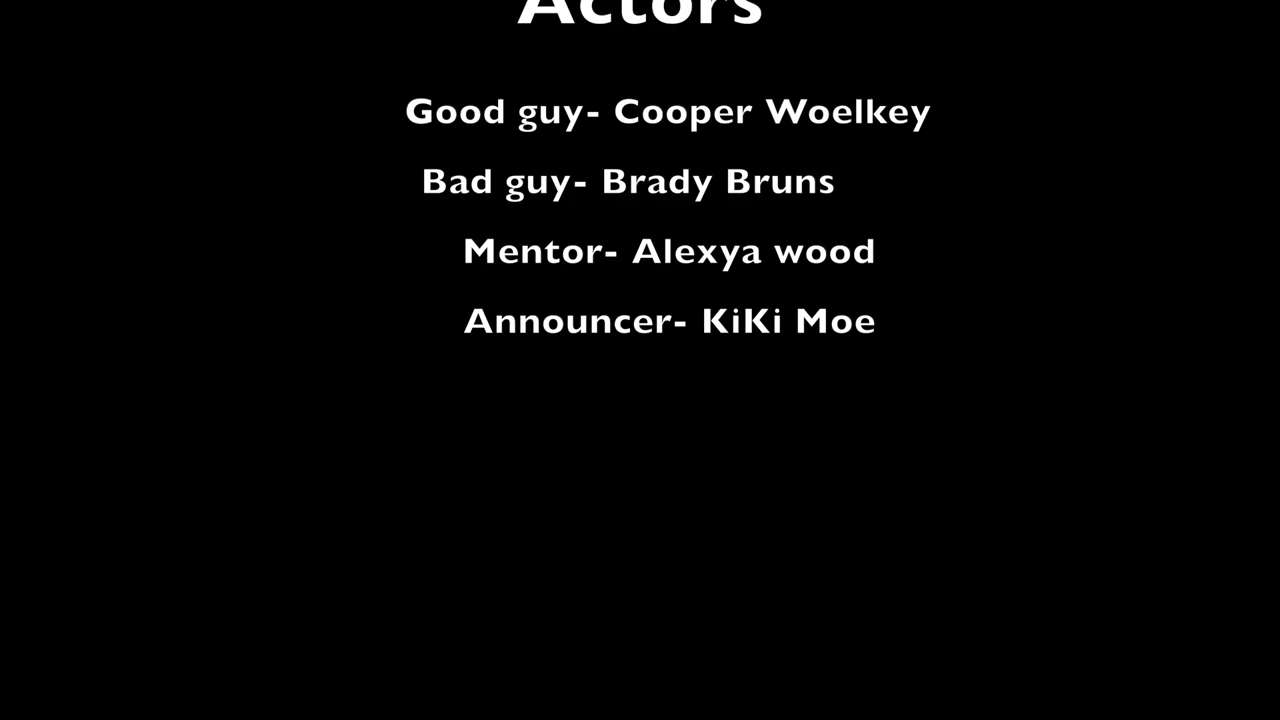 Actors
Good guy- Cooper Woelkey
Bad guy- Brady Bruns
Mentor- Alexya wood
Announcer- KiKi Moe